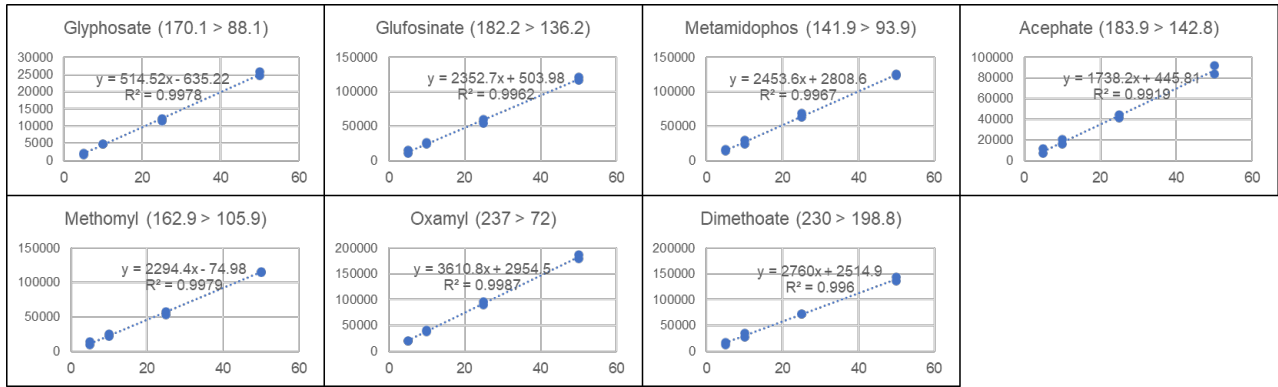 Glyphosate (170.1 > 88.1)
30000
25000
20000
15000
10000
5000
0
y = 514.52x - 635.22
R² = 0.9978
0 20 40 60
Glufosinate (182.2 > 136.2)
150000
100000
50000
0
y = 2352.7x + 503.98
R² = 0.9962
0 20 40 60
Metamidophos (141.9 > 93.9)
150000
100000
50000
0
y = 2453.6x + 2808.6
R² = 0.9967
0 20 40 60
Acephate (183.9 > 142.8)
100000
80000
60000
40000
20000
0
y = 1738.2x + 445.81
R² = 0.9919
0 20 40 60
Methomyl (162.9 > 105.9)
150000
100000
50000
0
y = 2294.4x - 74.98
R² = 0.9979
0 20 40 60
Oxamyl (237 > 72)
200000
150000
100000
50000
0
y = 3610.8x + 2954.5
R² = 0.9987
0 20 40 60
Dimethoate (230 > 198.8)
200000
150000
100000
50000
0
y = 2760x + 2514.9
R² = 0.996
0 20 40 60